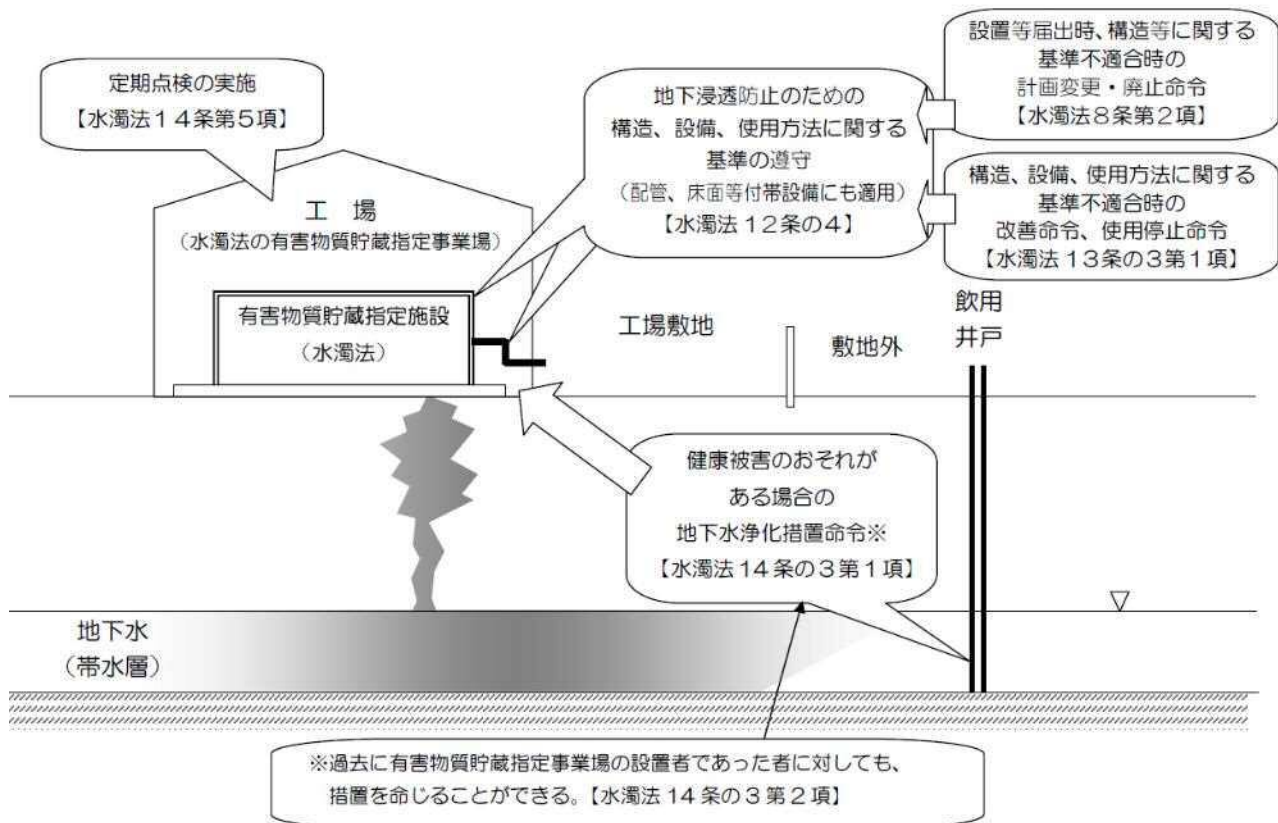 定期点検の実施
【水濁法14条第5項】
地下浸透防止のための
構造、設備、使用方法に関する
基準の遵守
(配管、床面等付帯設備にも適用)
【水濁法12条の4】
設置等届出時、構造等に関する
基準不適合時の
計画変更・廃止命令
【水濁法8条第2項】
構造、設備、使用方法に関する
基準不適合時の
改善命令、使用停止命令
【水濁法13条の3第1項】
工 場
(水濁法の有害物質貯蔵指定事業場)
有害物質貯蔵指定施設
(水濁法)
工場敷地
敷地外
飲用
井戸
健康被害のおそれが
ある場合の
地下水浄化措置命令※
【水濁法14条の3第1項】
地下水
(帯水層)
※過去に有害物質貯蔵指定事業場の設置者であった者に対しても、
措置を命じることができる。【水濁法14条の3第2項】